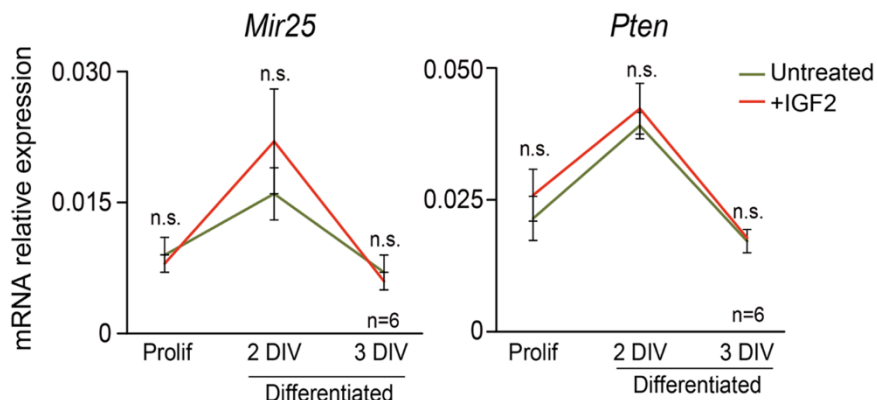 Mir25
Pten
mRNA relative expression
0.030
0.015
0
n.s.
n.s.
n.s.
n=6
Prolif
2 DIV
3 DIV
Differentiated
0.050
0.025
0
n.s.
n.s.
n.s.
n=6
Prolif
2 DIV
3 DIV
Differentiated
Untreated
+IGF2